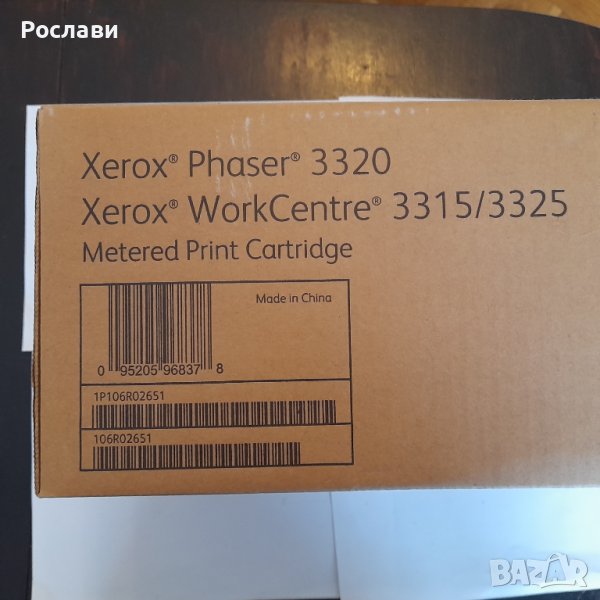 Рослави
Xerox® Phaser® 3320
Xerox® WorkCentre® 3315/3325
Metered Print Cartridge
Made in China
0 95205 96837 8
1P106R02651
106R02651
BAZAR